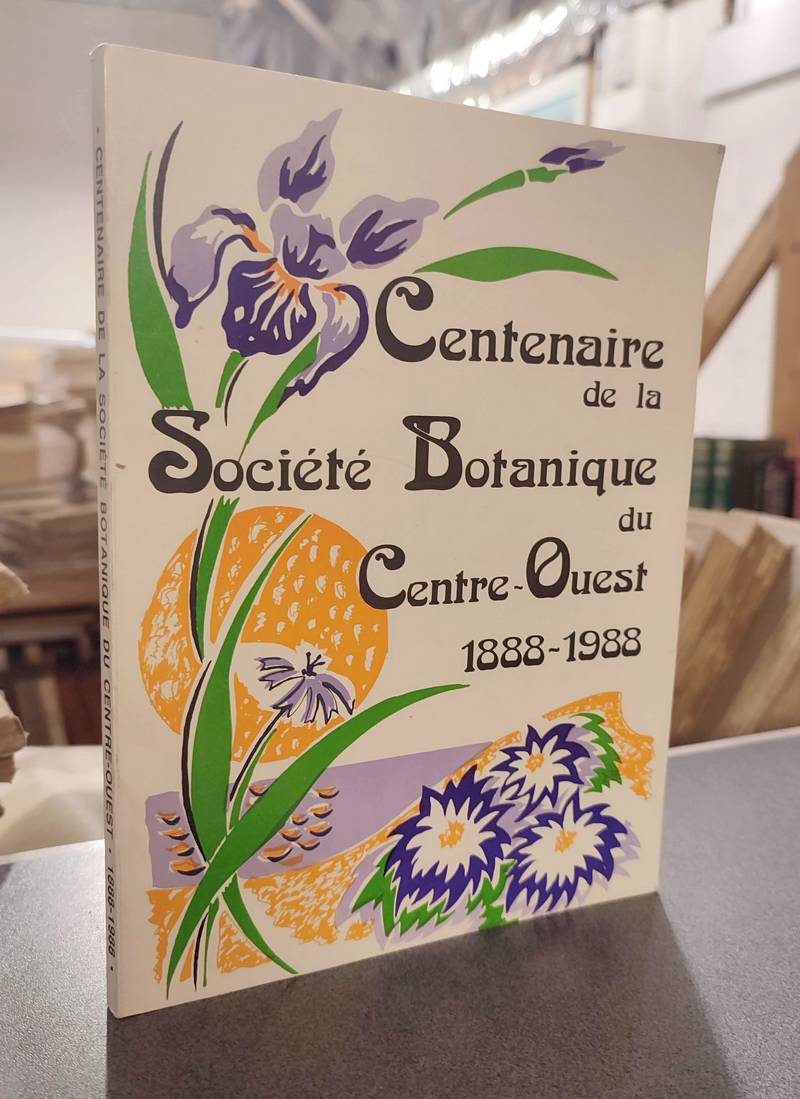 Centenaire
de la
Société Botanique
du
Centre-Ouest
1888-1988
• CENTENAIRE DE LA SOCIÉTÉ BOTANIQUE DU CENTRE-OUEST • 1888-1988 •